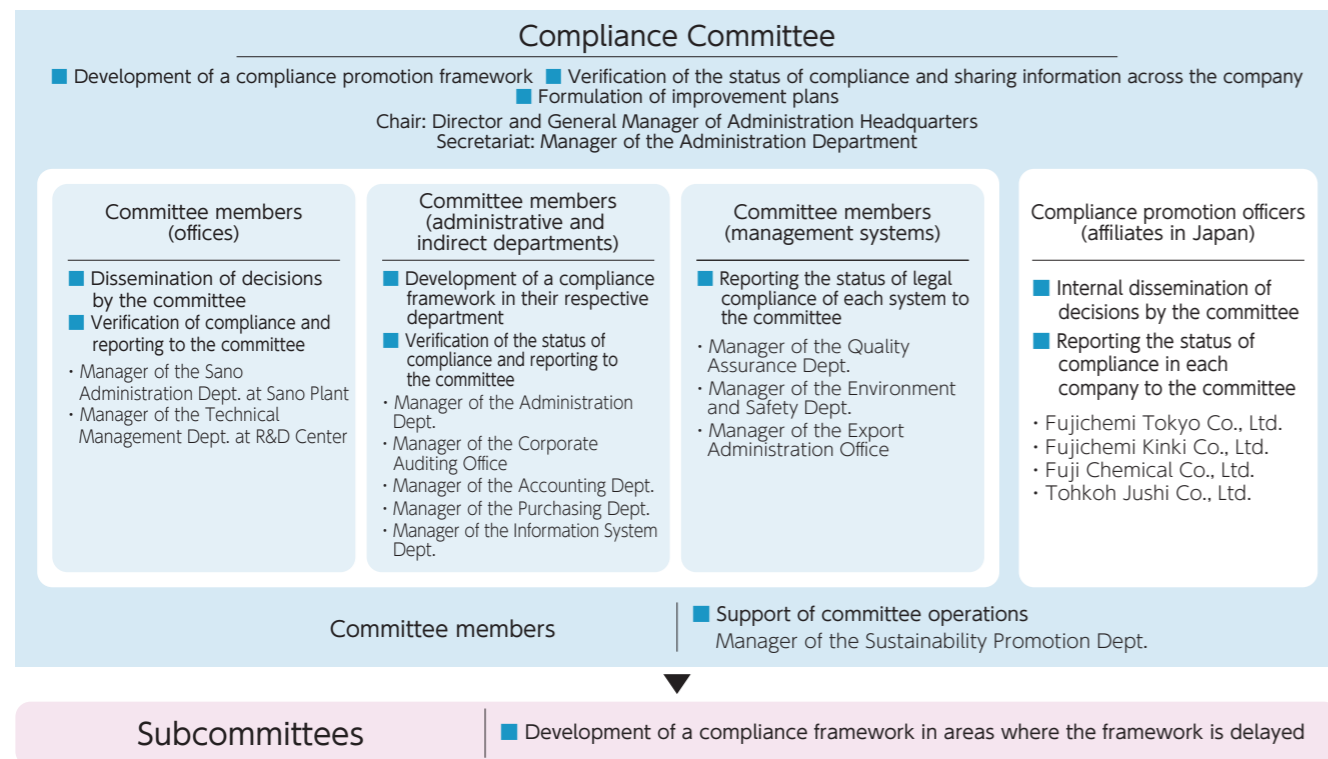 Compliance Committee
■ Development of a compliance promotion framework ■ Verification of the status of compliance and sharing information across the company
■ Formulation of improvement plans
Chair: Director and General Manager of Administration Headquarters
Secretariat: Manager of the Administration Department
Committee members
(offices)
■ Dissemination of decisions
by the committee
■ Verification of compliance and
reporting to the committee
・Manager of the Sano
Administration Dept. at Sano Plant
・Manager of the Technical
Management Dept. at R&D Center
Committee members
(administrative and
indirect departments)
■ Development of a compliance
framework in their respective
department
■ Verification of the status of
compliance and reporting to
the committee
・Manager of the Administration
Dept.
・Manager of the Corporate
Auditing Office
・Manager of the Accounting Dept.
・Manager of the Purchasing Dept.
・Manager of the Information System
Dept.
Committee members
(management systems)
■ Reporting the status of legal
compliance of each system to
the committee
・Manager of the Quality
Assurance Dept.
・Manager of the Environment
and Safety Dept.
・Manager of the Export
Administration Office
Compliance promotion officers
(affiliates in Japan)
■ Internal dissemination of
decisions by the committee
■ Reporting the status of
compliance in each
company to the committee
・Fujichemi Tokyo Co., Ltd.
・Fujichemi Kinki Co., Ltd.
・Fuji Chemical Co., Ltd.
・Tohkoh Jushi Co., Ltd.
Committee members
■ Support of committee operations
Manager of the Sustainability Promotion Dept.
Subcommittees
■ Development of a compliance framework in areas where the framework is delayed